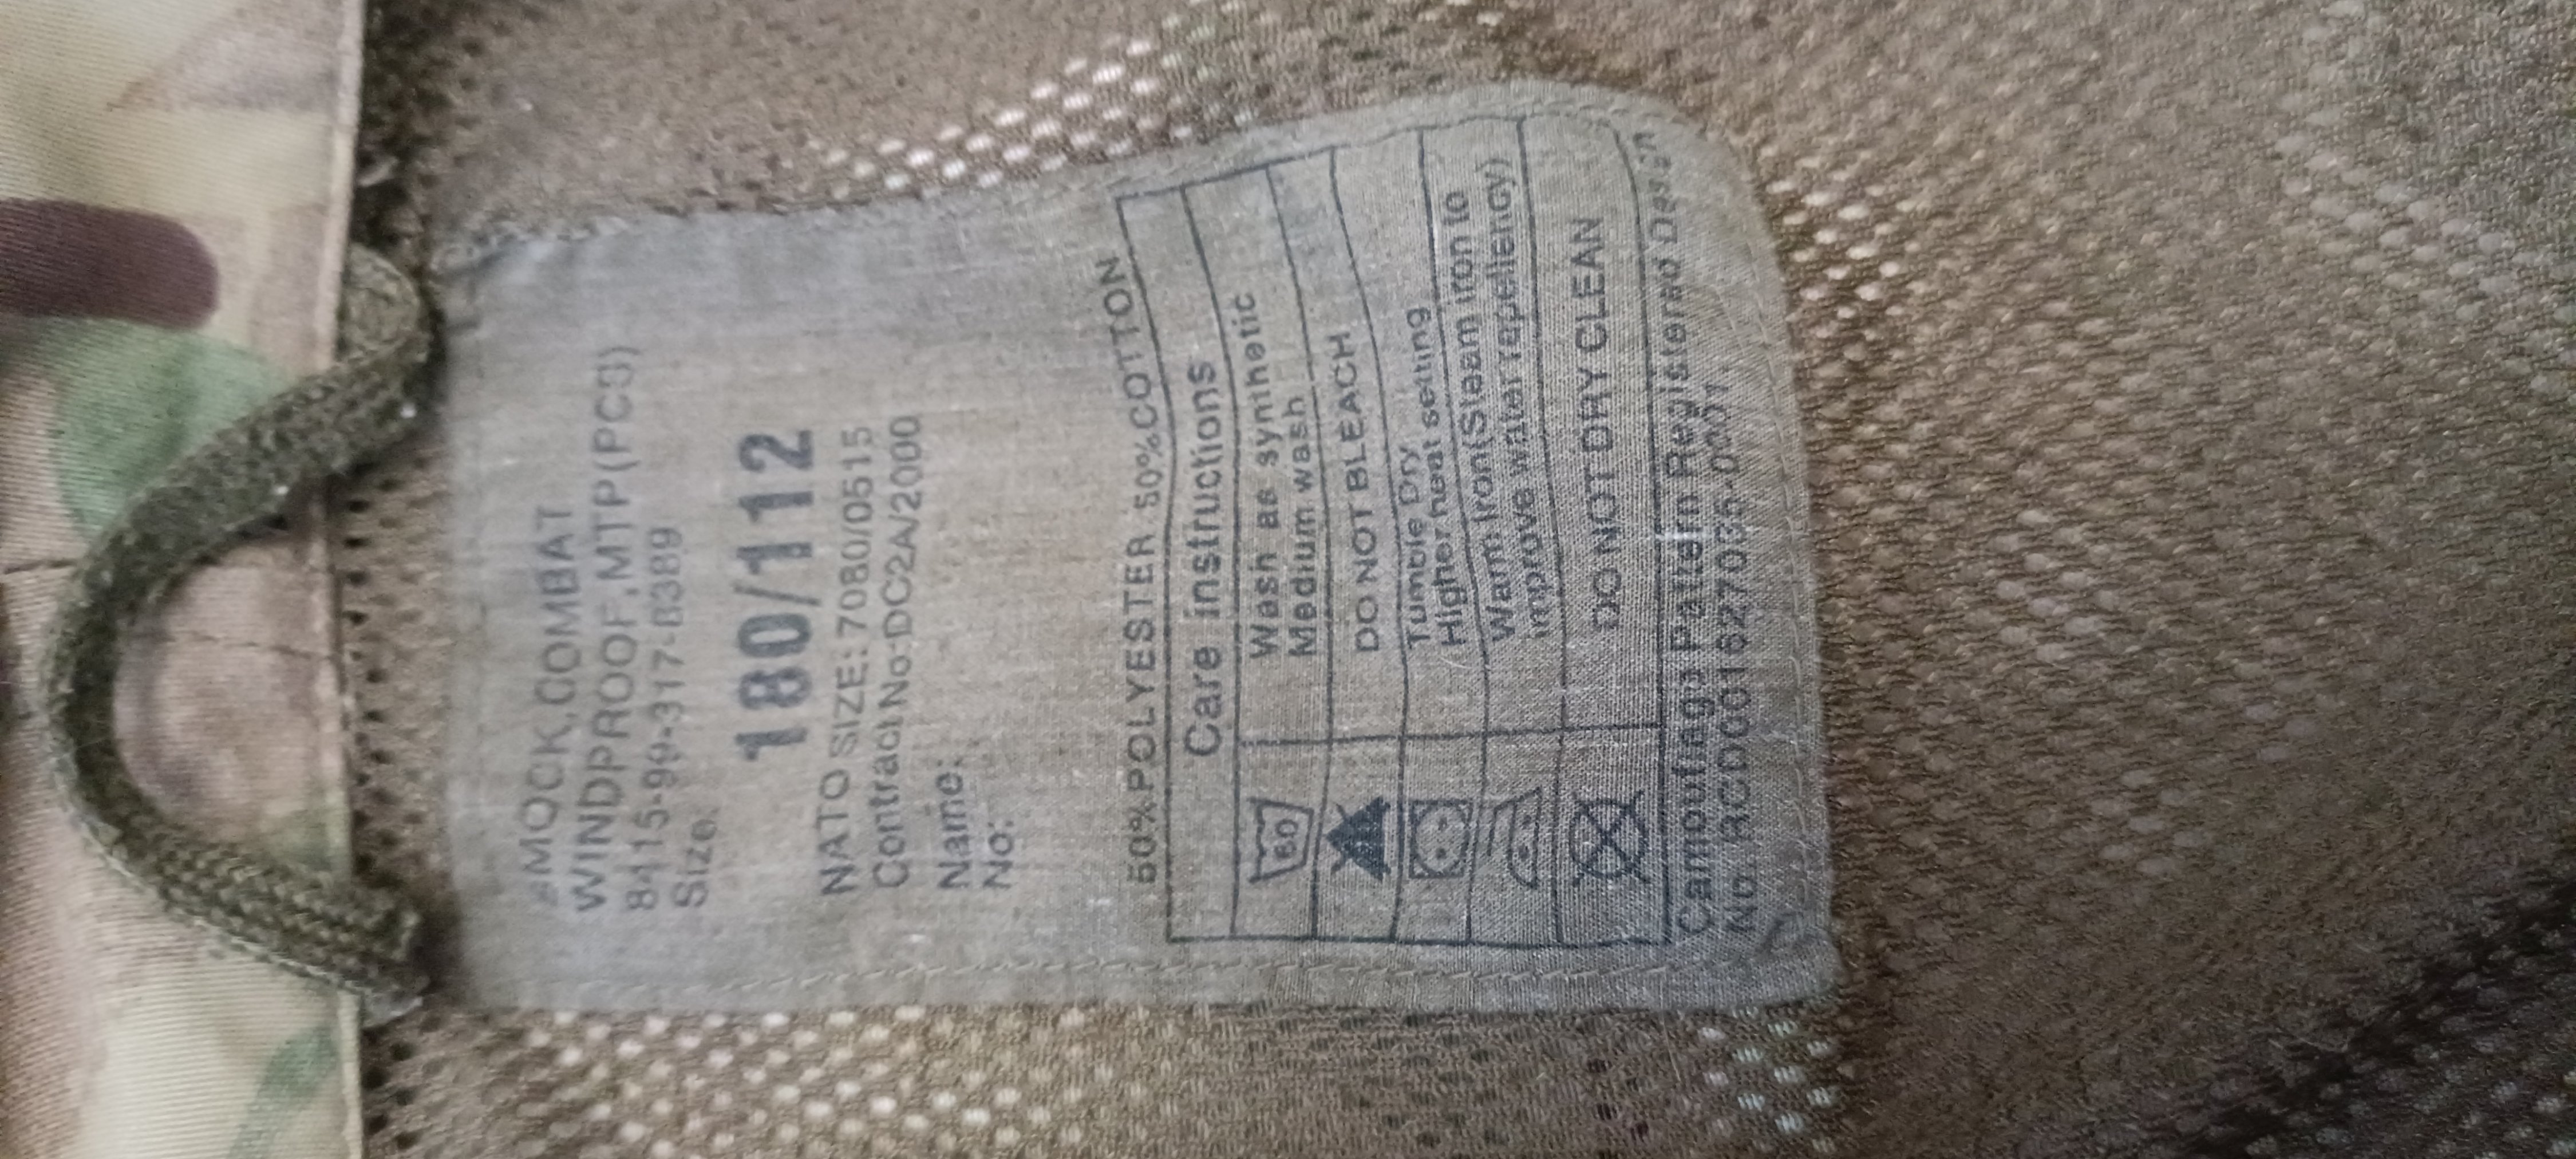 SMOCK,COMBAT
WINDPROOF,MTP(PCS)
8415-99-317-8389
Size.
180/112
NATO SIZE: 7080/0515
Contract No:DC2A/2000
Name:
No:
50%POLYESTER 50%COTTON
Care instructions
60
Wash as synthetic
Medium wash
DO NOT BLEACH
Tumble Dry
Higher heat setting
Warm Iron(Steam iron to
improve water repellency)
DO NOT DRY CLEAN
Camouflage Pattern Registered Design
No.